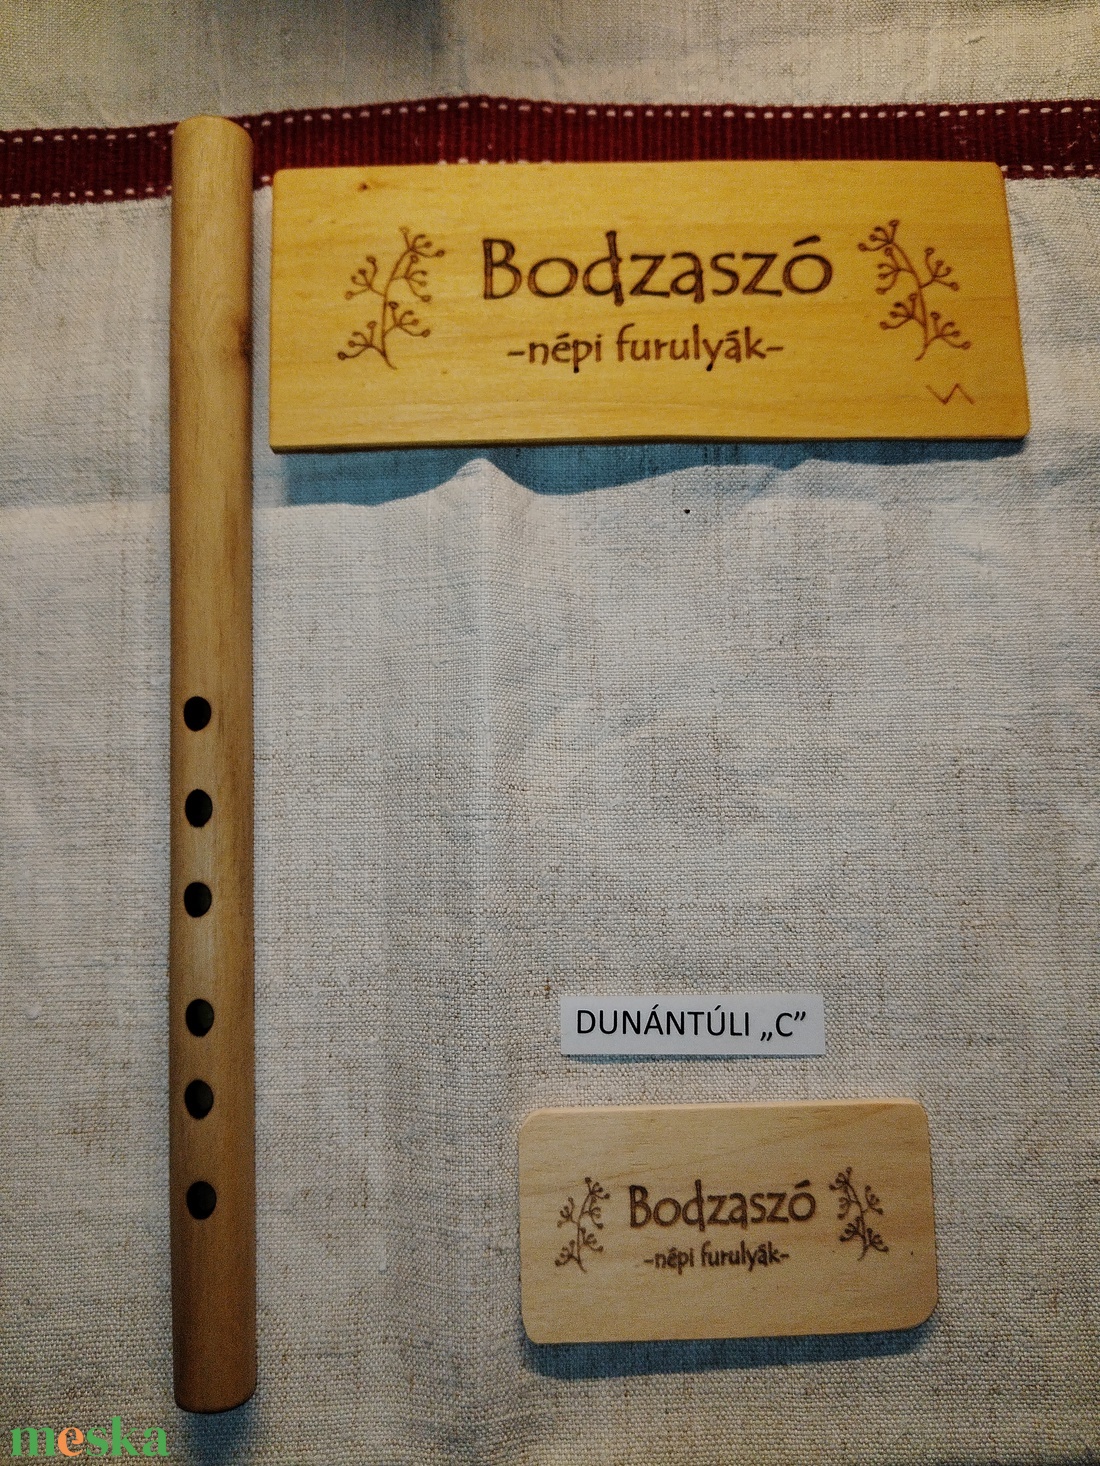 Bodzaszó
-népi furulyák-
DUNÁNTÚLI „C”
Bodzaszó
-népi furulyák-
meska